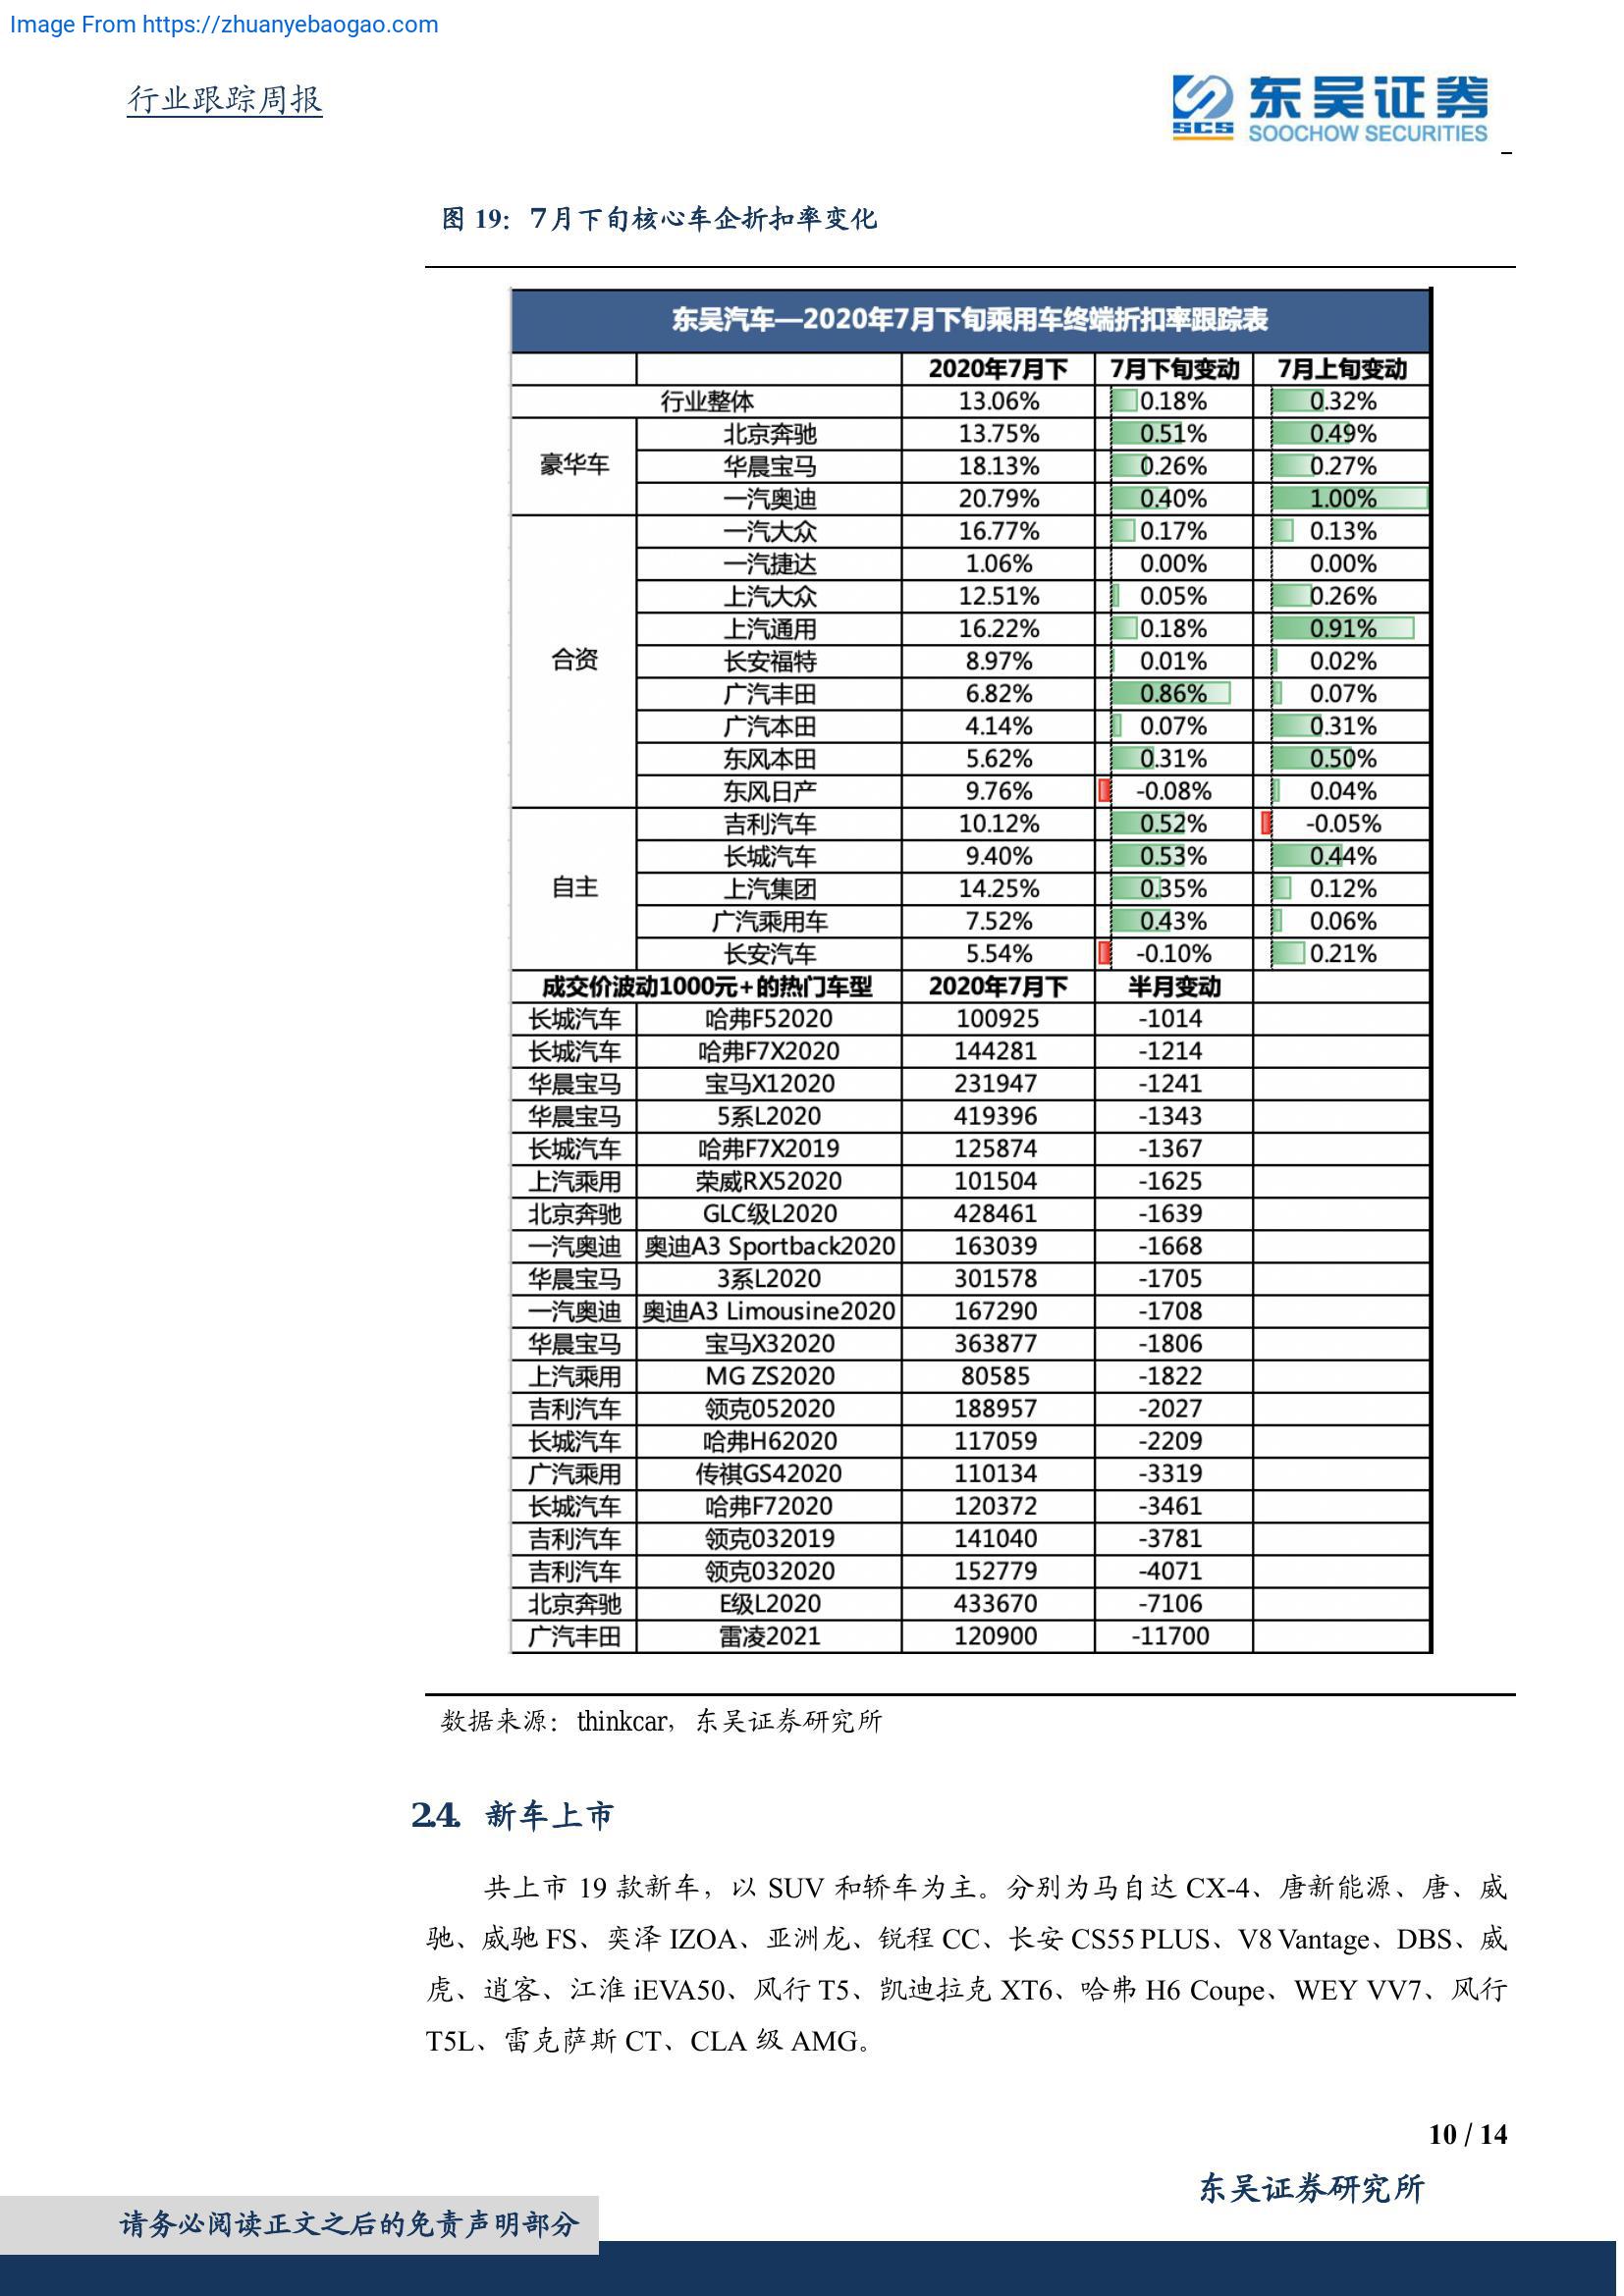 Image From https://zhuanyebaogao.com
行业跟踪周报
东吴证券
SCS SOOCHOW SECURITIES
图 19：7月下旬核心车企折扣率变化
东吴汽车—2020年7月下旬乘用车终端折扣率跟踪表
2020年7月下 7月下旬变动 7月上旬变动
行业整体 13.06% 0.18% 0.32%
北京奔驰 13.75% 0.51% 0.49%
豪华车 华晨宝马 18.13% 0.26% 0.27%
一汽奥迪 20.79% 0.40% 1.00%
一汽大众 16.77% 0.17% 0.13%
一汽捷达 1.06% 0.00% 0.00%
上汽大众 12.51% 0.05% 0.26%
上汽通用 16.22% 0.18% 0.91%
合资 长安福特 8.97% 0.01% 0.02%
广汽丰田 6.82% 0.86% 0.07%
广汽本田 4.14% 0.07% 0.31%
东风本田 5.62% 0.31% 0.50%
东风日产 9.76% -0.08% 0.04%
吉利汽车 10.12% 0.52% -0.05%
长城汽车 9.40% 0.53% 0.44%
自主 上汽集团 14.25% 0.35% 0.12%
广汽乘用车 7.52% 0.43% 0.06%
长安汽车 5.54% -0.10% 0.21%
成交价波动1000元+的热门车型 2020年7月下 半月变动
长城汽车 哈弗F52020 100925 -1014
长城汽车 哈弗F7X2020 144281 -1214
华晨宝马 宝马X12020 231947 -1241
华晨宝马 5系L2020 419396 -1343
长城汽车 哈弗F7X2019 125874 -1367
上汽乘用 荣威RX52020 101504 -1625
北京奔驰 GLC级L2020 428461 -1639
一汽奥迪 奥迪A3 Sportback2020 163039 -1668
华晨宝马 3系L2020 301578 -1705
一汽奥迪 奥迪A3 Limousine2020 167290 -1708
华晨宝马 宝马X32020 363877 -1806
上汽乘用 MG ZS2020 80585 -1822
吉利汽车 领克052020 188957 -2027
长城汽车 哈弗H62020 117059 -2209
广汽乘用 传祺GS42020 110134 -3319
长城汽车 哈弗F72020 120372 -3461
吉利汽车 领克032019 141040 -3781
吉利汽车 领克032020 152779 -4071
北京奔驰 E级L2020 433670 -7106
广汽丰田 雷凌2021 120900 -11700
数据来源：thinkcar，东吴证券研究所
2.4. 新车上市
共上市 19 款新车，以 SUV 和轿车为主。分别为马自达 CX-4、唐新能源、唐、威
驰、威驰 FS、奕泽 IZOA、亚洲龙、锐程 CC、长安 CS55 PLUS、V8 Vantage、DBS、威
虎、逍客、江淮 iEVA50、风行 T5、凯迪拉克 XT6、哈弗 H6 Coupe、WEY VV7、风行
T5L、雷克萨斯 CT、CLA 级 AMG。
10 / 14
东吴证券研究所
请务必阅读正文之后的免责声明部分